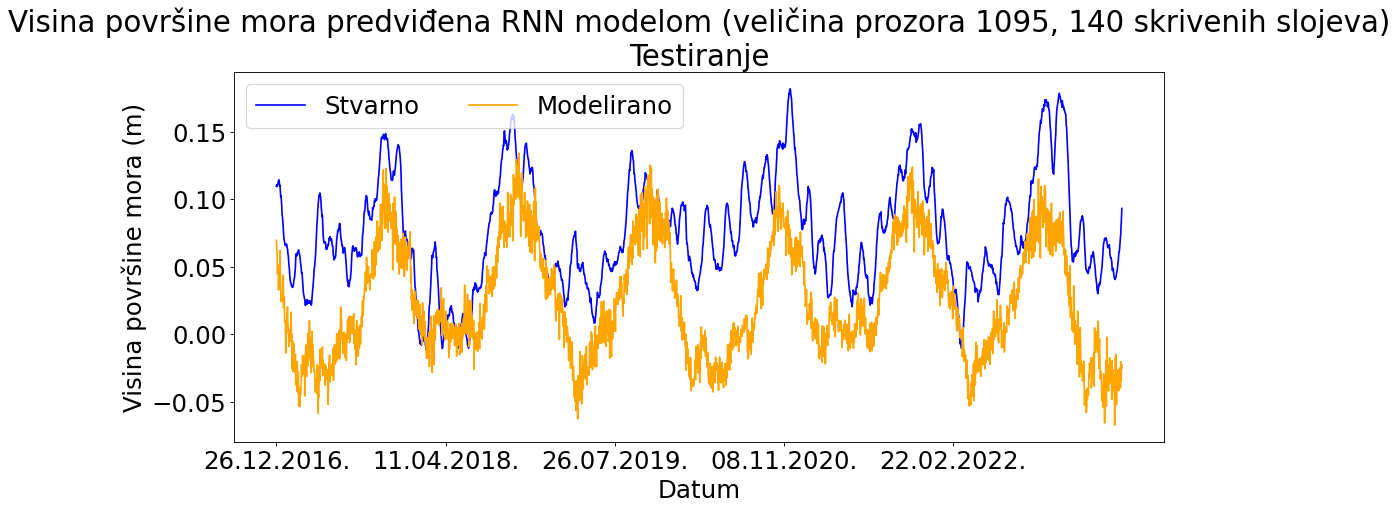 Visina površine mora predviđena RNN modelom (veličina prozora 1095, 140 skrivenih slojeva)
Testiranje
Stvarno
Modelirano
Visina površine mora (m)
0.15
0.10
0.05
0.00
−0.05
26.12.2016.
11.04.2018.
26.07.2019.
08.11.2020.
22.02.2022.
Datum